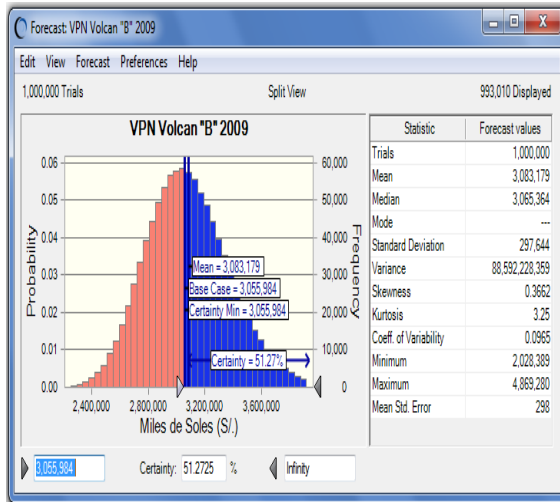 Forecast: VPN Volcan "B" 2009
Edit View Forecast Preferences Help
1,000,000 Trials Split View 993,010 Displayed
VPN Volcan "B" 2009
0.06
0.05
0.04
0.03
0.02
0.01
0.00
Probability
60,000
50,000
40,000
30,000
20,000
10,000
0
Frequency
Mean = 3,083,179
Base Case = 3,055,984
Certainty Min = 3,055,984
Certainty = 51.27%
2,400,000 2,800,000 3,200,000 3,600,000
Miles de Soles (S/.)
Statistic Forecast values
Trials 1,000,000
Mean 3,083,179
Median 3,065,364
Mode ---
Standard Deviation 297,644
Variance 88,592,228,359
Skewness 0.3662
Kurtosis 3.25
Coeff. of Variability 0.0965
Minimum 2,028,389
Maximum 4,869,280
Mean Std. Error 298
3,055,984 Certainty: 51.2725 % Infinity